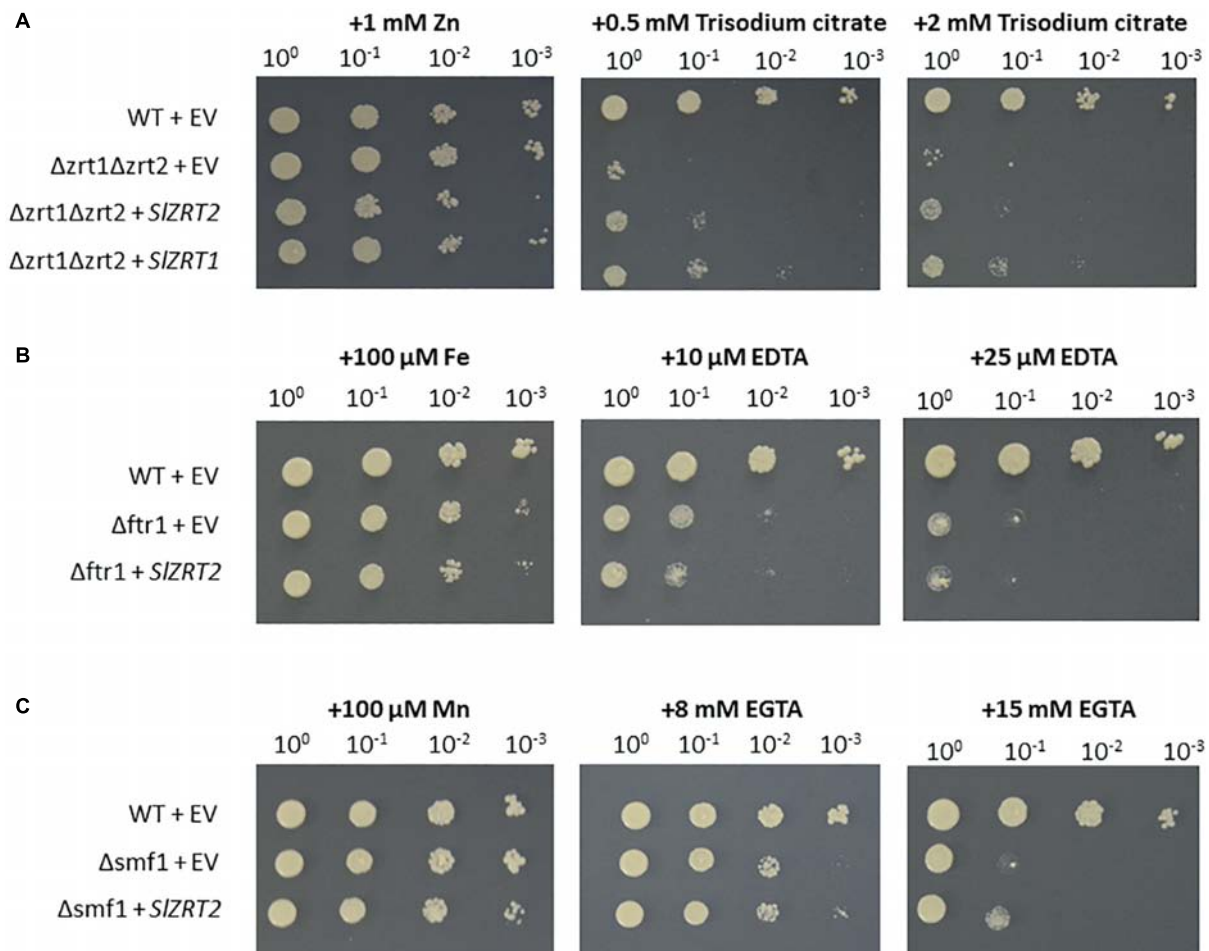 A
+1 mM Zn +0.5 mM Trisodium citrate +2 mM Trisodium citrate
10⁰ 10⁻¹ 10⁻² 10⁻³ 10⁰ 10⁻¹ 10⁻² 10⁻³ 10⁰ 10⁻¹ 10⁻² 10⁻³
WT + EV
Δzrt1Δzrt2 + EV
Δzrt1Δzrt2 + SlZRT2
Δzrt1Δzrt2 + SlZRT1
B
+100 µM Fe +10 µM EDTA +25 µM EDTA
10⁰ 10⁻¹ 10⁻² 10⁻³ 10⁰ 10⁻¹ 10⁻² 10⁻³ 10⁰ 10⁻¹ 10⁻² 10⁻³
WT + EV
Δftr1 + EV
Δftr1 + SlZRT2
C
+100 µM Mn +8 mM EGTA +15 mM EGTA
10⁰ 10⁻¹ 10⁻² 10⁻³ 10⁰ 10⁻¹ 10⁻² 10⁻³ 10⁰ 10⁻¹ 10⁻² 10⁻³
WT + EV
Δsmf1 + EV
Δsmf1 + SlZRT2